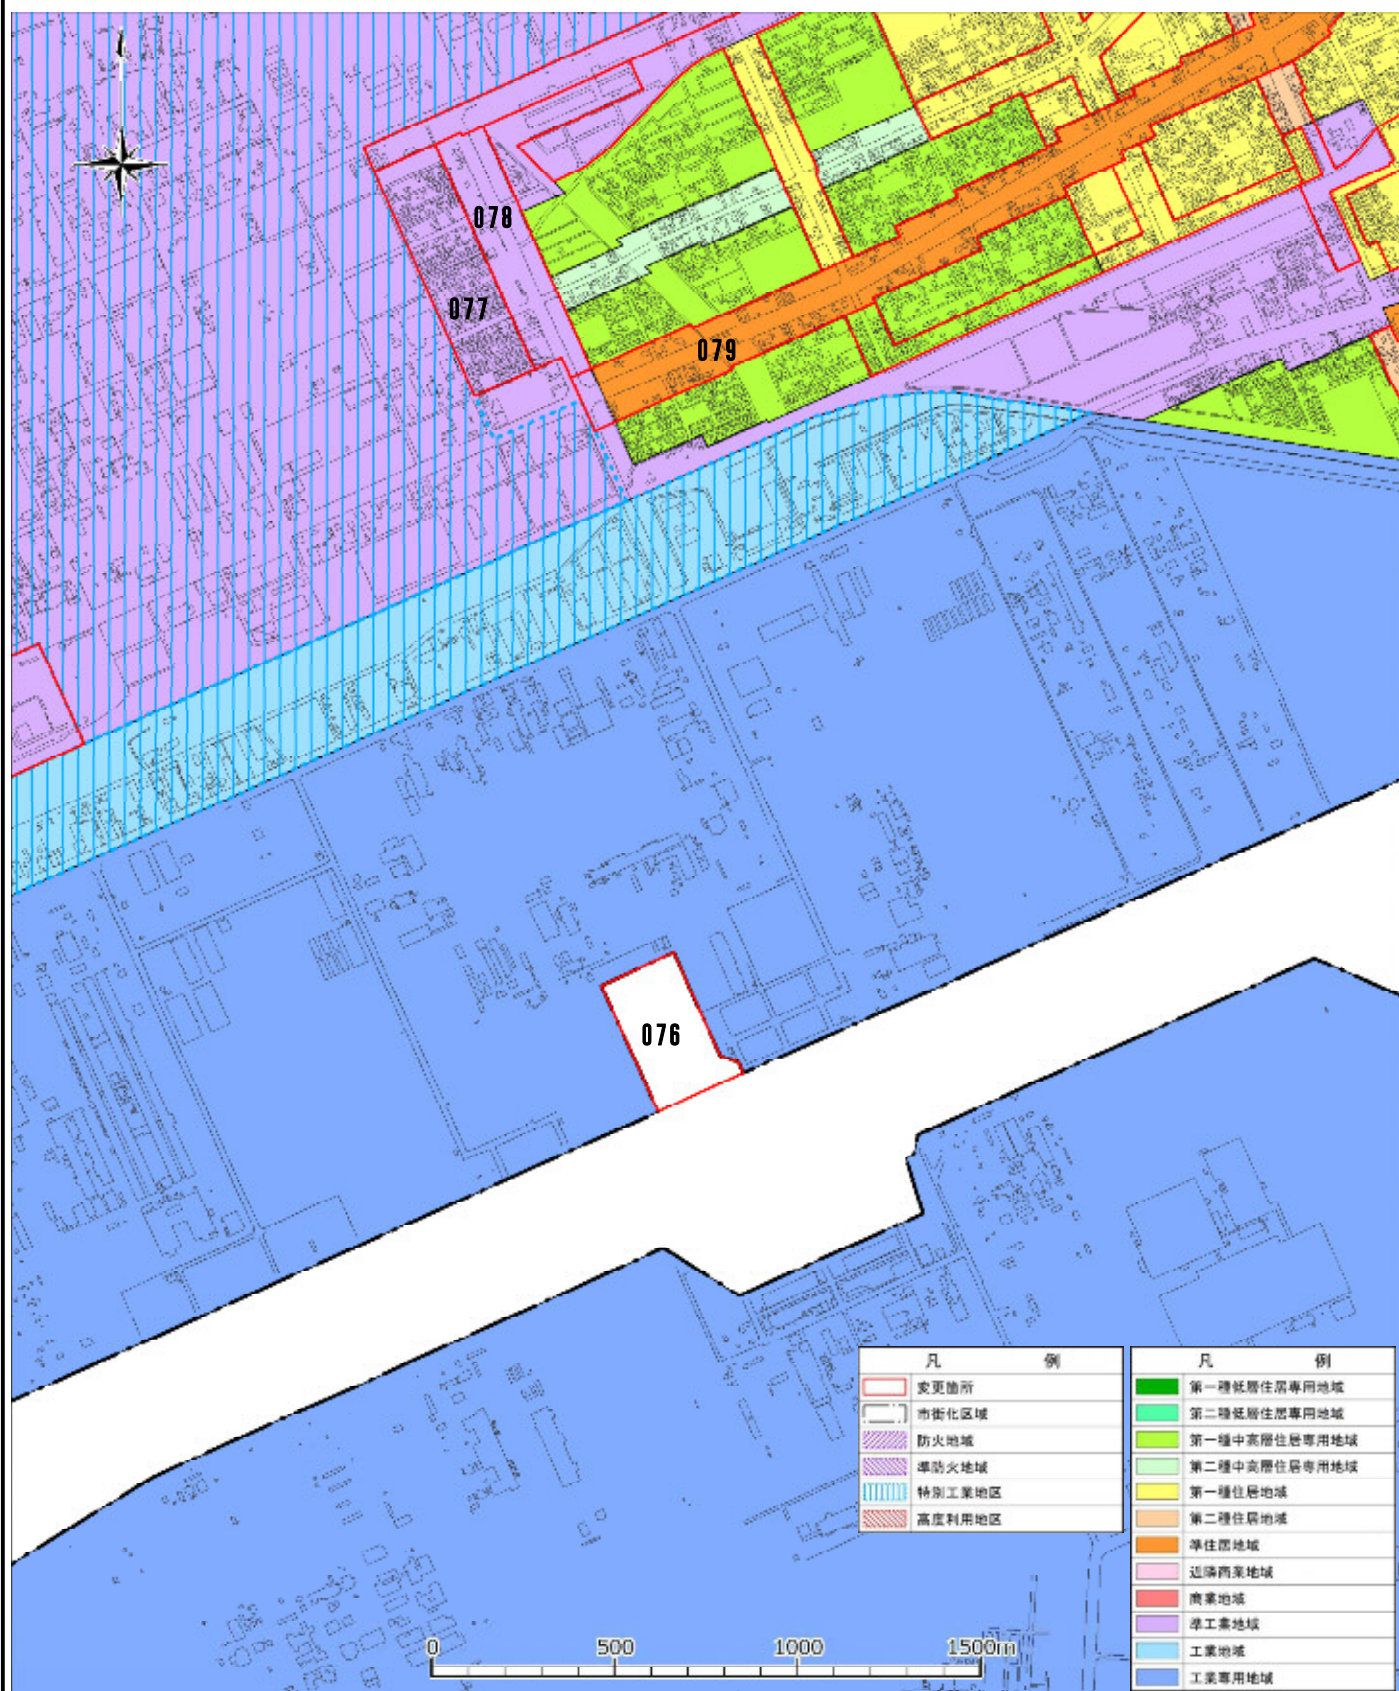 078
077
079
076
凡 例
変更箇所
市街化区域
防火地域
準防火地域
特別工業地区
高度利用地区
凡 例
第一種低層住居専用地域
第二種低層住居専用地域
第一種中高層住居専用地域
第二種中高層住居専用地域
第一種住居地域
第二種住居地域
準住居地域
近隣商業地域
商業地域
準工業地域
工業地域
工業専用地域
0 500 1000 1500m